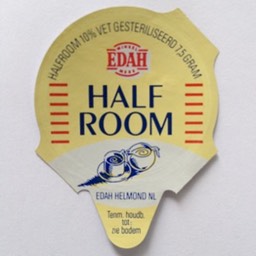 HALFROOM 10% VET GESTERILISEERD 7,5 GRAM
WINKEL
EDAH
MERK
HALF
ROOM
EDAH HELMOND NL
Tenm. houdb.
tot:
zie bodem